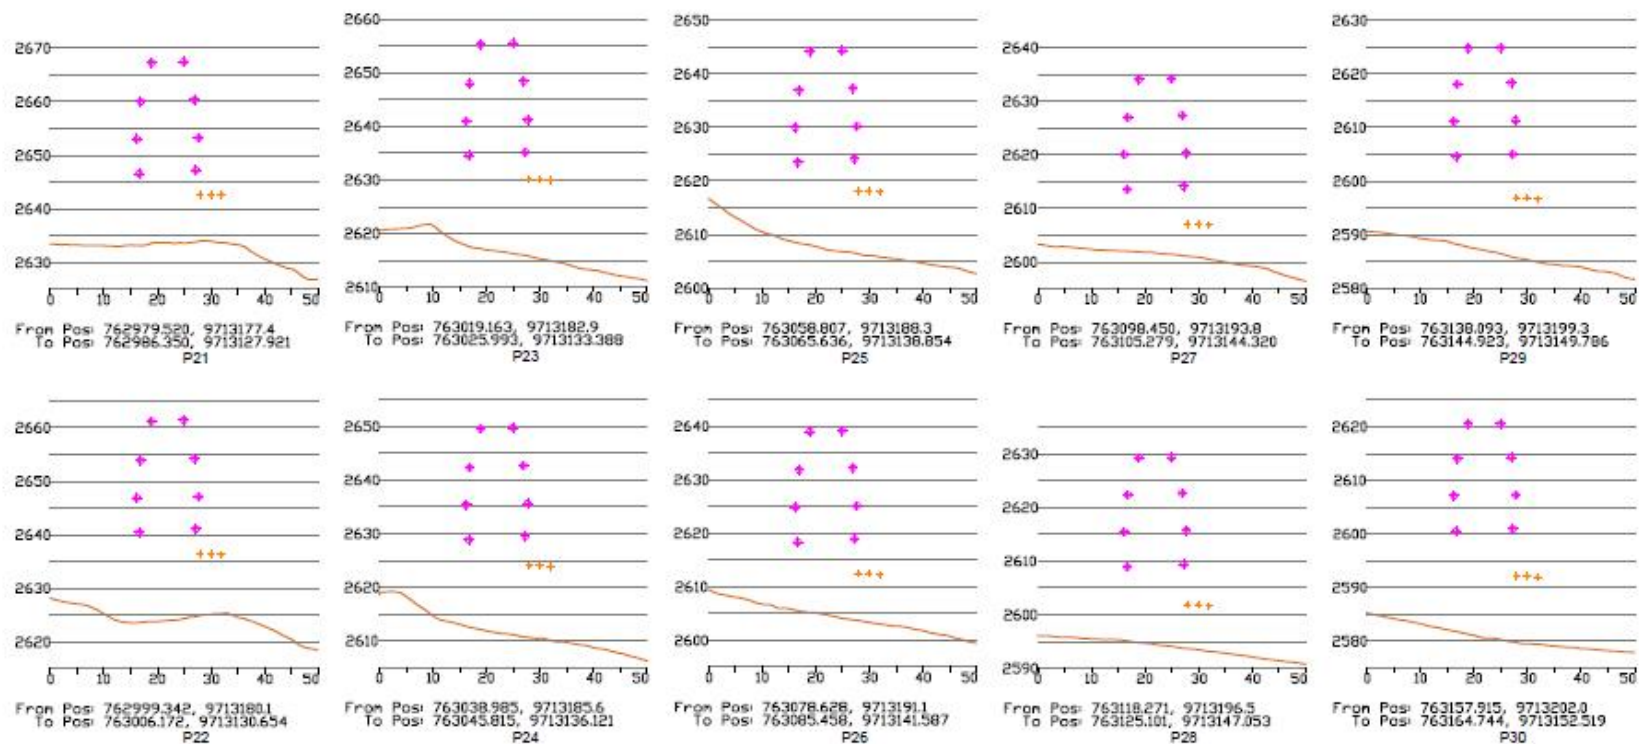 2670
2660
2650
2640
2630
0 10 20 30 40 50
From Pos: 762979.520, 9713177.4
To Pos: 762986.350, 9713127.921
P21
2660
2650
2640
2630
2620
2610
0 10 20 30 40 50
From Pos: 763019.163, 9713182.9
To Pos: 763025.993, 9713133.388
P23
2650
2640
2630
2620
2610
2600
0 10 20 30 40 50
From Pos: 763058.807, 9713188.3
To Pos: 763065.636, 9713138.854
P25
2640
2630
2620
2610
2600
0 10 20 30 40 50
From Pos: 763098.450, 9713193.8
To Pos: 763105.279, 9713144.320
P27
2630
2620
2610
2600
2590
2580
0 10 20 30 40 50
From Pos: 763138.093, 9713199.3
To Pos: 763144.923, 9713149.786
P29
2660
2650
2640
2630
2620
0 10 20 30 40 50
From Pos: 762999.342, 9713180.1
To Pos: 763006.172, 9713130.654
P22
2650
2640
2630
2620
2610
0 10 20 30 40 50
From Pos: 763038.985, 9713185.6
To Pos: 763045.815, 9713136.121
P24
2640
2630
2620
2610
2600
0 10 20 30 40 50
From Pos: 763078.628, 9713191.1
To Pos: 763085.458, 9713141.587
P26
2630
2620
2610
2600
2590
0 10 20 30 40 50
From Pos: 763118.271, 9713196.5
To Pos: 763125.101, 9713147.053
P28
2620
2610
2600
2590
2580
0 10 20 30 40 50
From Pos: 763157.915, 9713202.0
To Pos: 763164.744, 9713152.519
P30